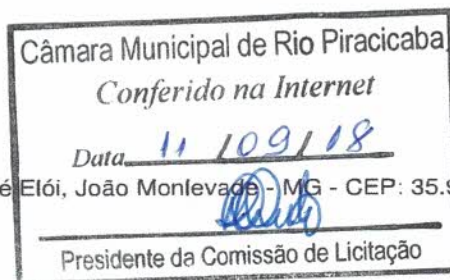 Câmara Municipal de Rio Piracicaba
Conferido na Internet
Data 11 / 09 / 18
é Elói, João Monlevade - MG - CEP: 35.9
Presidente da Comissão de Licitação